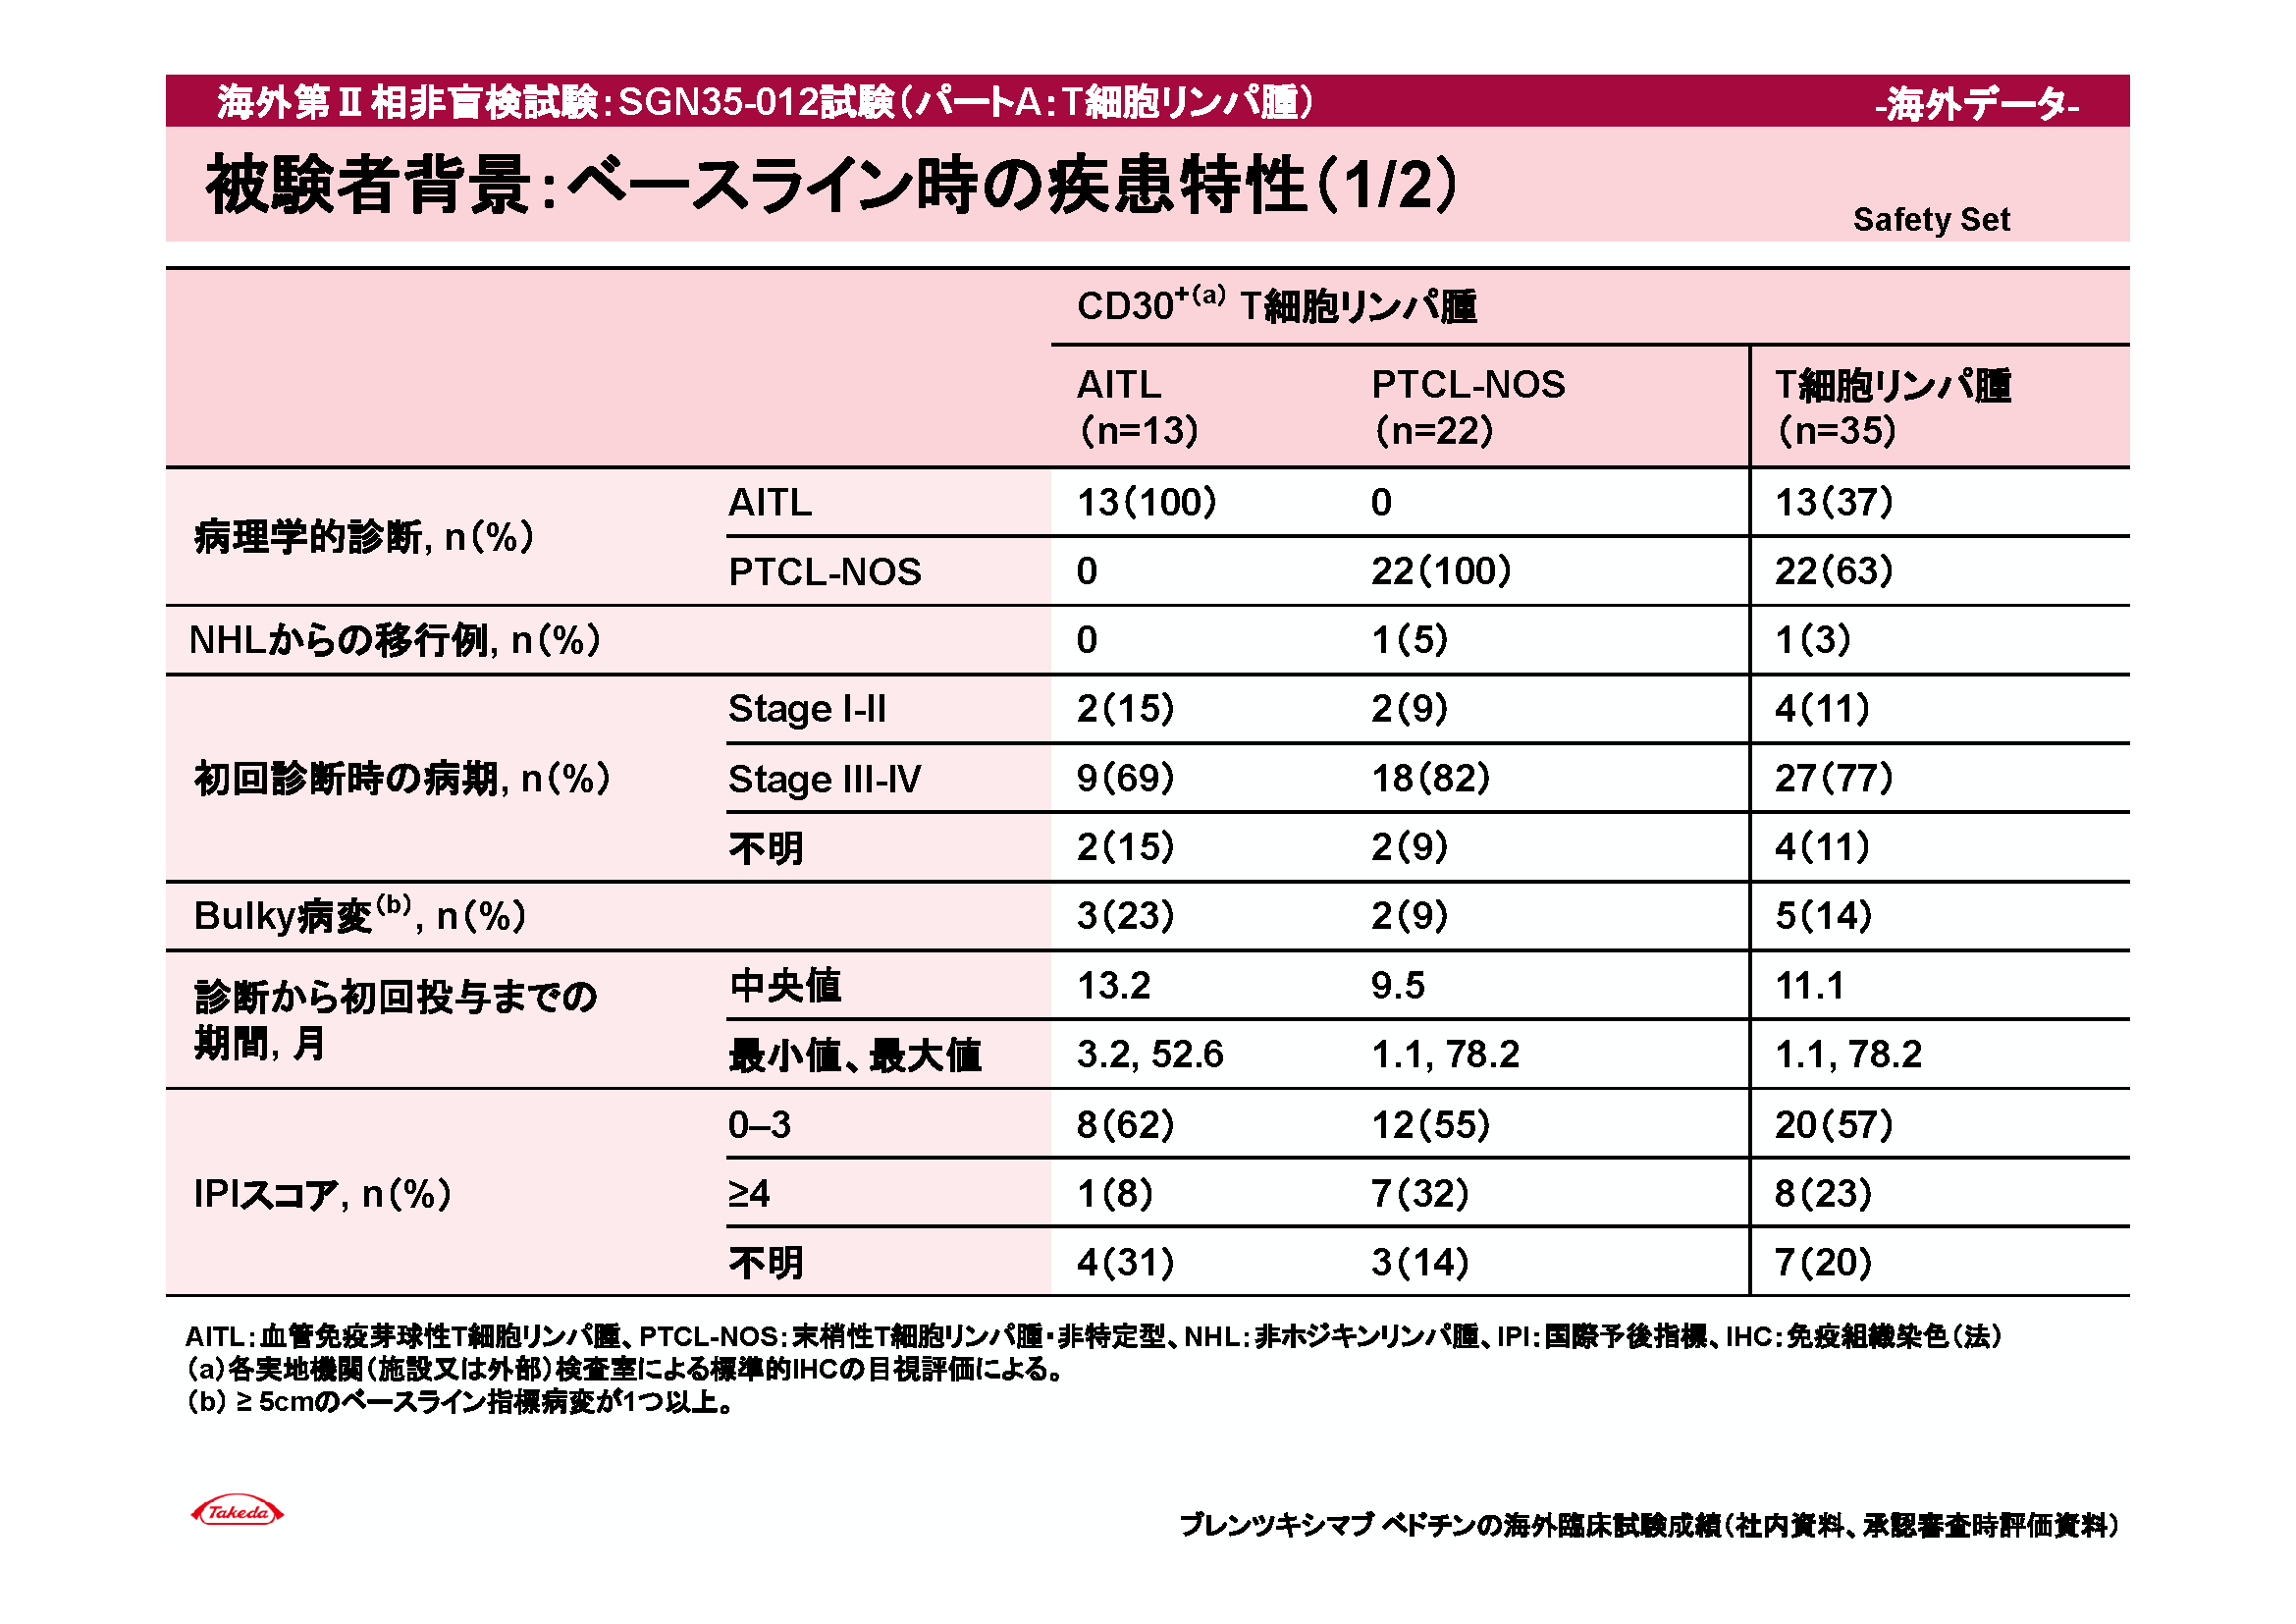 海外第Ⅱ相非盲検試験：SGN35-012試験（パートA：T細胞リンパ腫） -海外データ-
被験者背景：ベースライン時の疾患特性（1/2）
Safety Set
CD30+（a） T細胞リンパ腫
AITL PTCL-NOS T細胞リンパ腫
（n=13） （n=22） （n=35）
病理学的診断, n（%） AITL 13（100） 0 13（37）
PTCL-NOS 0 22（100） 22（63）
NHLからの移行例, n（%） 0 1（5） 1（3）
初回診断時の病期, n（%） Stage I-II 2（15） 2（9） 4（11）
Stage III-IV 9（69） 18（82） 27（77）
不明 2（15） 2（9） 4（11）
Bulky病変（b）, n（%） 3（23） 2（9） 5（14）
診断から初回投与までの期間, 月 中央値 13.2 9.5 11.1
最小値、最大値 3.2, 52.6 1.1, 78.2 1.1, 78.2
IPIスコア, n（%） 0–3 8（62） 12（55） 20（57）
≥4 1（8） 7（32） 8（23）
不明 4（31） 3（14） 7（20）
AITL：血管免疫芽球性T細胞リンパ腫、PTCL-NOS：末梢性T細胞リンパ腫・非特定型、NHL：非ホジキンリンパ腫、IPI：国際予後指標、IHC：免疫組織染色（法）
（a）各実地機関（施設又は外部）検査室による標準的IHCの目視評価による。
（b） ≥ 5cmのベースライン指標病変が1つ以上。
Takeda
ブレンツキシマブ ベドチンの海外臨床試験成績（社内資料、承認審査時評価資料）